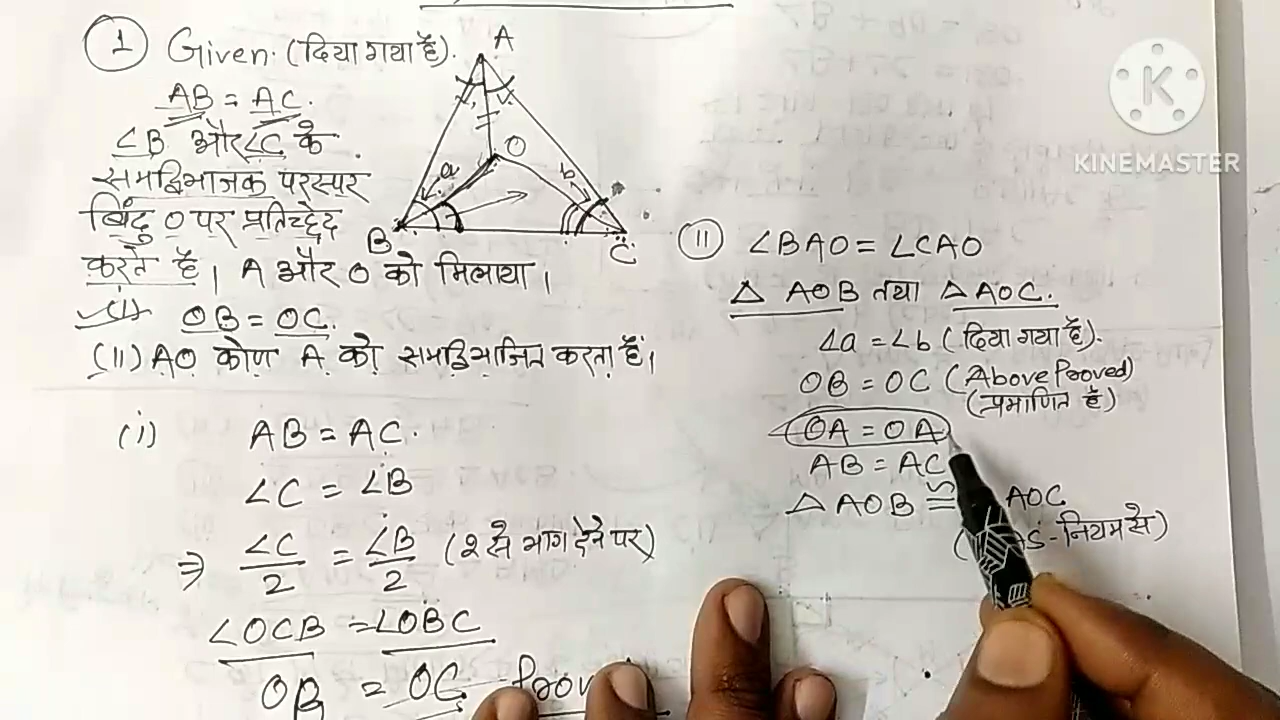 1 Given. (दिया गया है).
AB = AC.
∠B और ∠C के
समद्विभाजक परस्पर
बिंदु O पर प्रतिच्छेद
करते है। A और O को मिलाया।
(i) OB = OC.
(ii) AO कोण A को समद्विभाजित करता है।
A
O
a
b
B
C
(i) AB = AC.
∠C = ∠B
⇒ ∠C/2 = ∠B/2 (2 से भाग देने पर)
∠OCB = ∠OBC
OB = OC
II ∠BAO = ∠CAO
△ AOB तथा △ AOC.
∠a = ∠b (दिया गया है).
OB = OC (Above Proved)
(प्रमाणित है)
OA = OA
AB = AC
△ AOB ≅ AOC
नियम से)
KINEMASTER